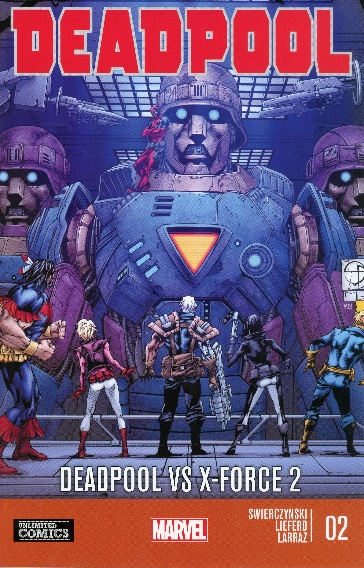 DEADPOOL
DEADPOOL VS X-FORCE 2
UNLIMITED
COMICS
MARVEL
SWIERCZYNSKI
LIEFELD
LARRAZ
02